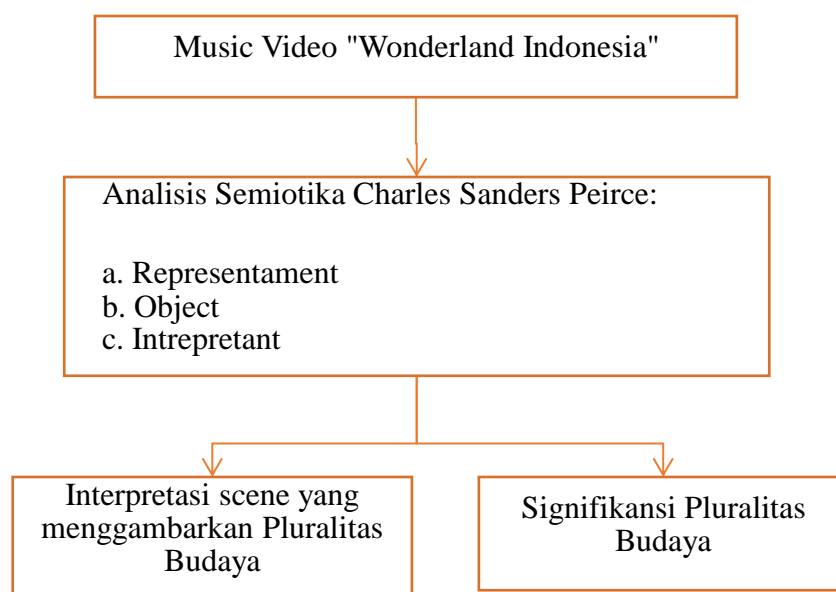 Music Video "Wonderland Indonesia"
Analisis Semiotika Charles Sanders Peirce:
a. Representament
b. Object
c. Intrepretant
Interpretasi scene yang
menggambarkan Pluralitas
Budaya
Signifikansi Pluralitas
Budaya